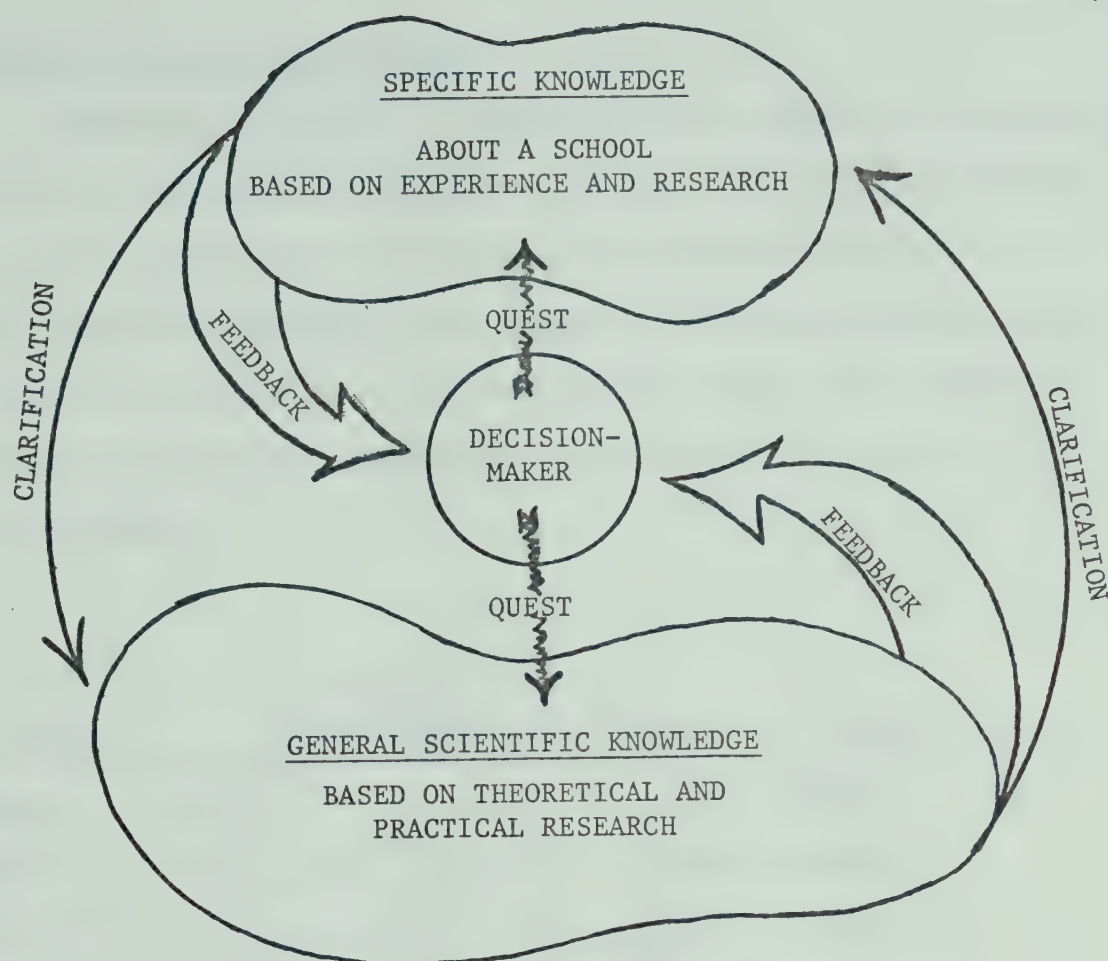 SPECIFIC KNOWLEDGE
ABOUT A SCHOOL
BASED ON EXPERIENCE AND RESEARCH
QUEST
CLARIFICATION
FEEDBACK
DECISION-
MAKER
CLARIFICATION
FEEDBACK
QUEST
GENERAL SCIENTIFIC KNOWLEDGE
BASED ON THEORETICAL AND
PRACTICAL RESEARCH